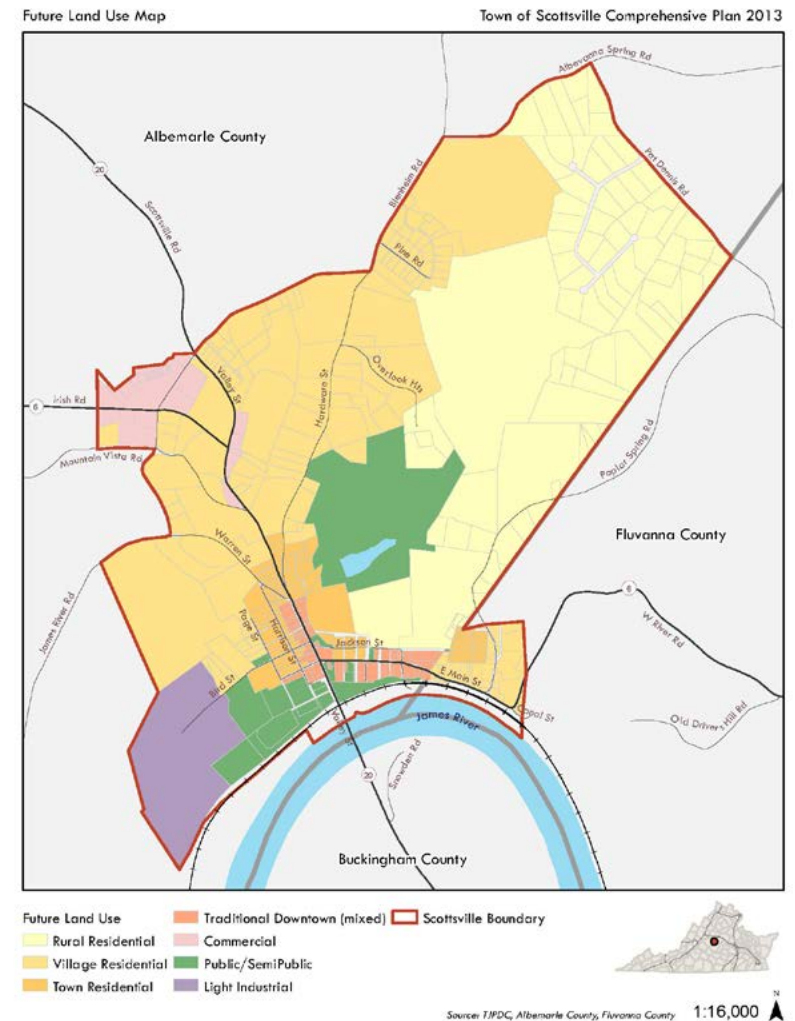 Future Land Use Map
Town of Scottsville Comprehensive Plan 2013
Albevanna Spring Rd
Albemarle County
20
Blenheim Rd
Pat Dennis Rd
Scottsville Rd
Pine Rd
Valley St
Overlook Hts
Hardware St
6
Irish Rd
Mountain Vista Rd
Poplar Spring Rd
Fluvanna County
Warren St
6
James River Rd
Paige St
Harrison St
W River Rd
Jackson St
E Main St
Bird St
Canal St
Valley St
James River
Old Drivers Hill Rd
Snowden Rd
20
Buckingham County
Future Land Use
Rural Residential
Village Residential
Town Residential
Traditional Downtown (mixed)
Commercial
Public/SemiPublic
Light Industrial
Scottsville Boundary
N
Source: TJPDC, Albemarle County, Fluvanna County
1:16,000